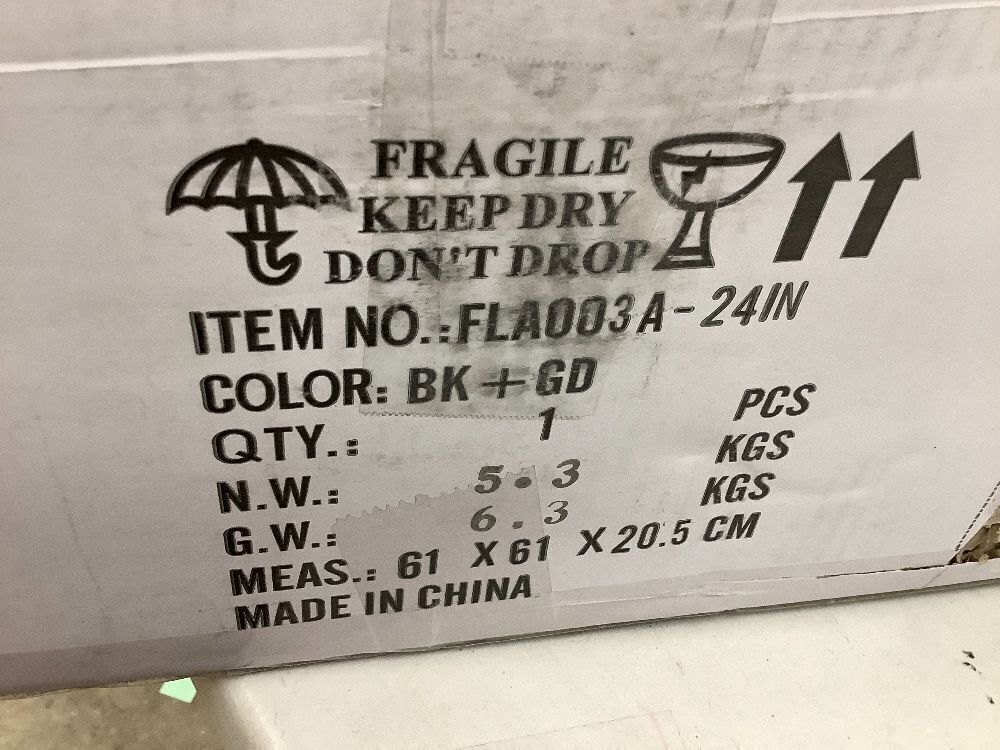 FRAGILE
KEEP DRY
DON'T DROP
ITEM NO.:FLA003A-24IN
COLOR: BK+GD
QTY.: 1 PCS
N.W.: 5.3 KGS
G.W.: 6.3 KGS
MEAS.: 61 X 61 X 20.5 CM
MADE IN CHINA